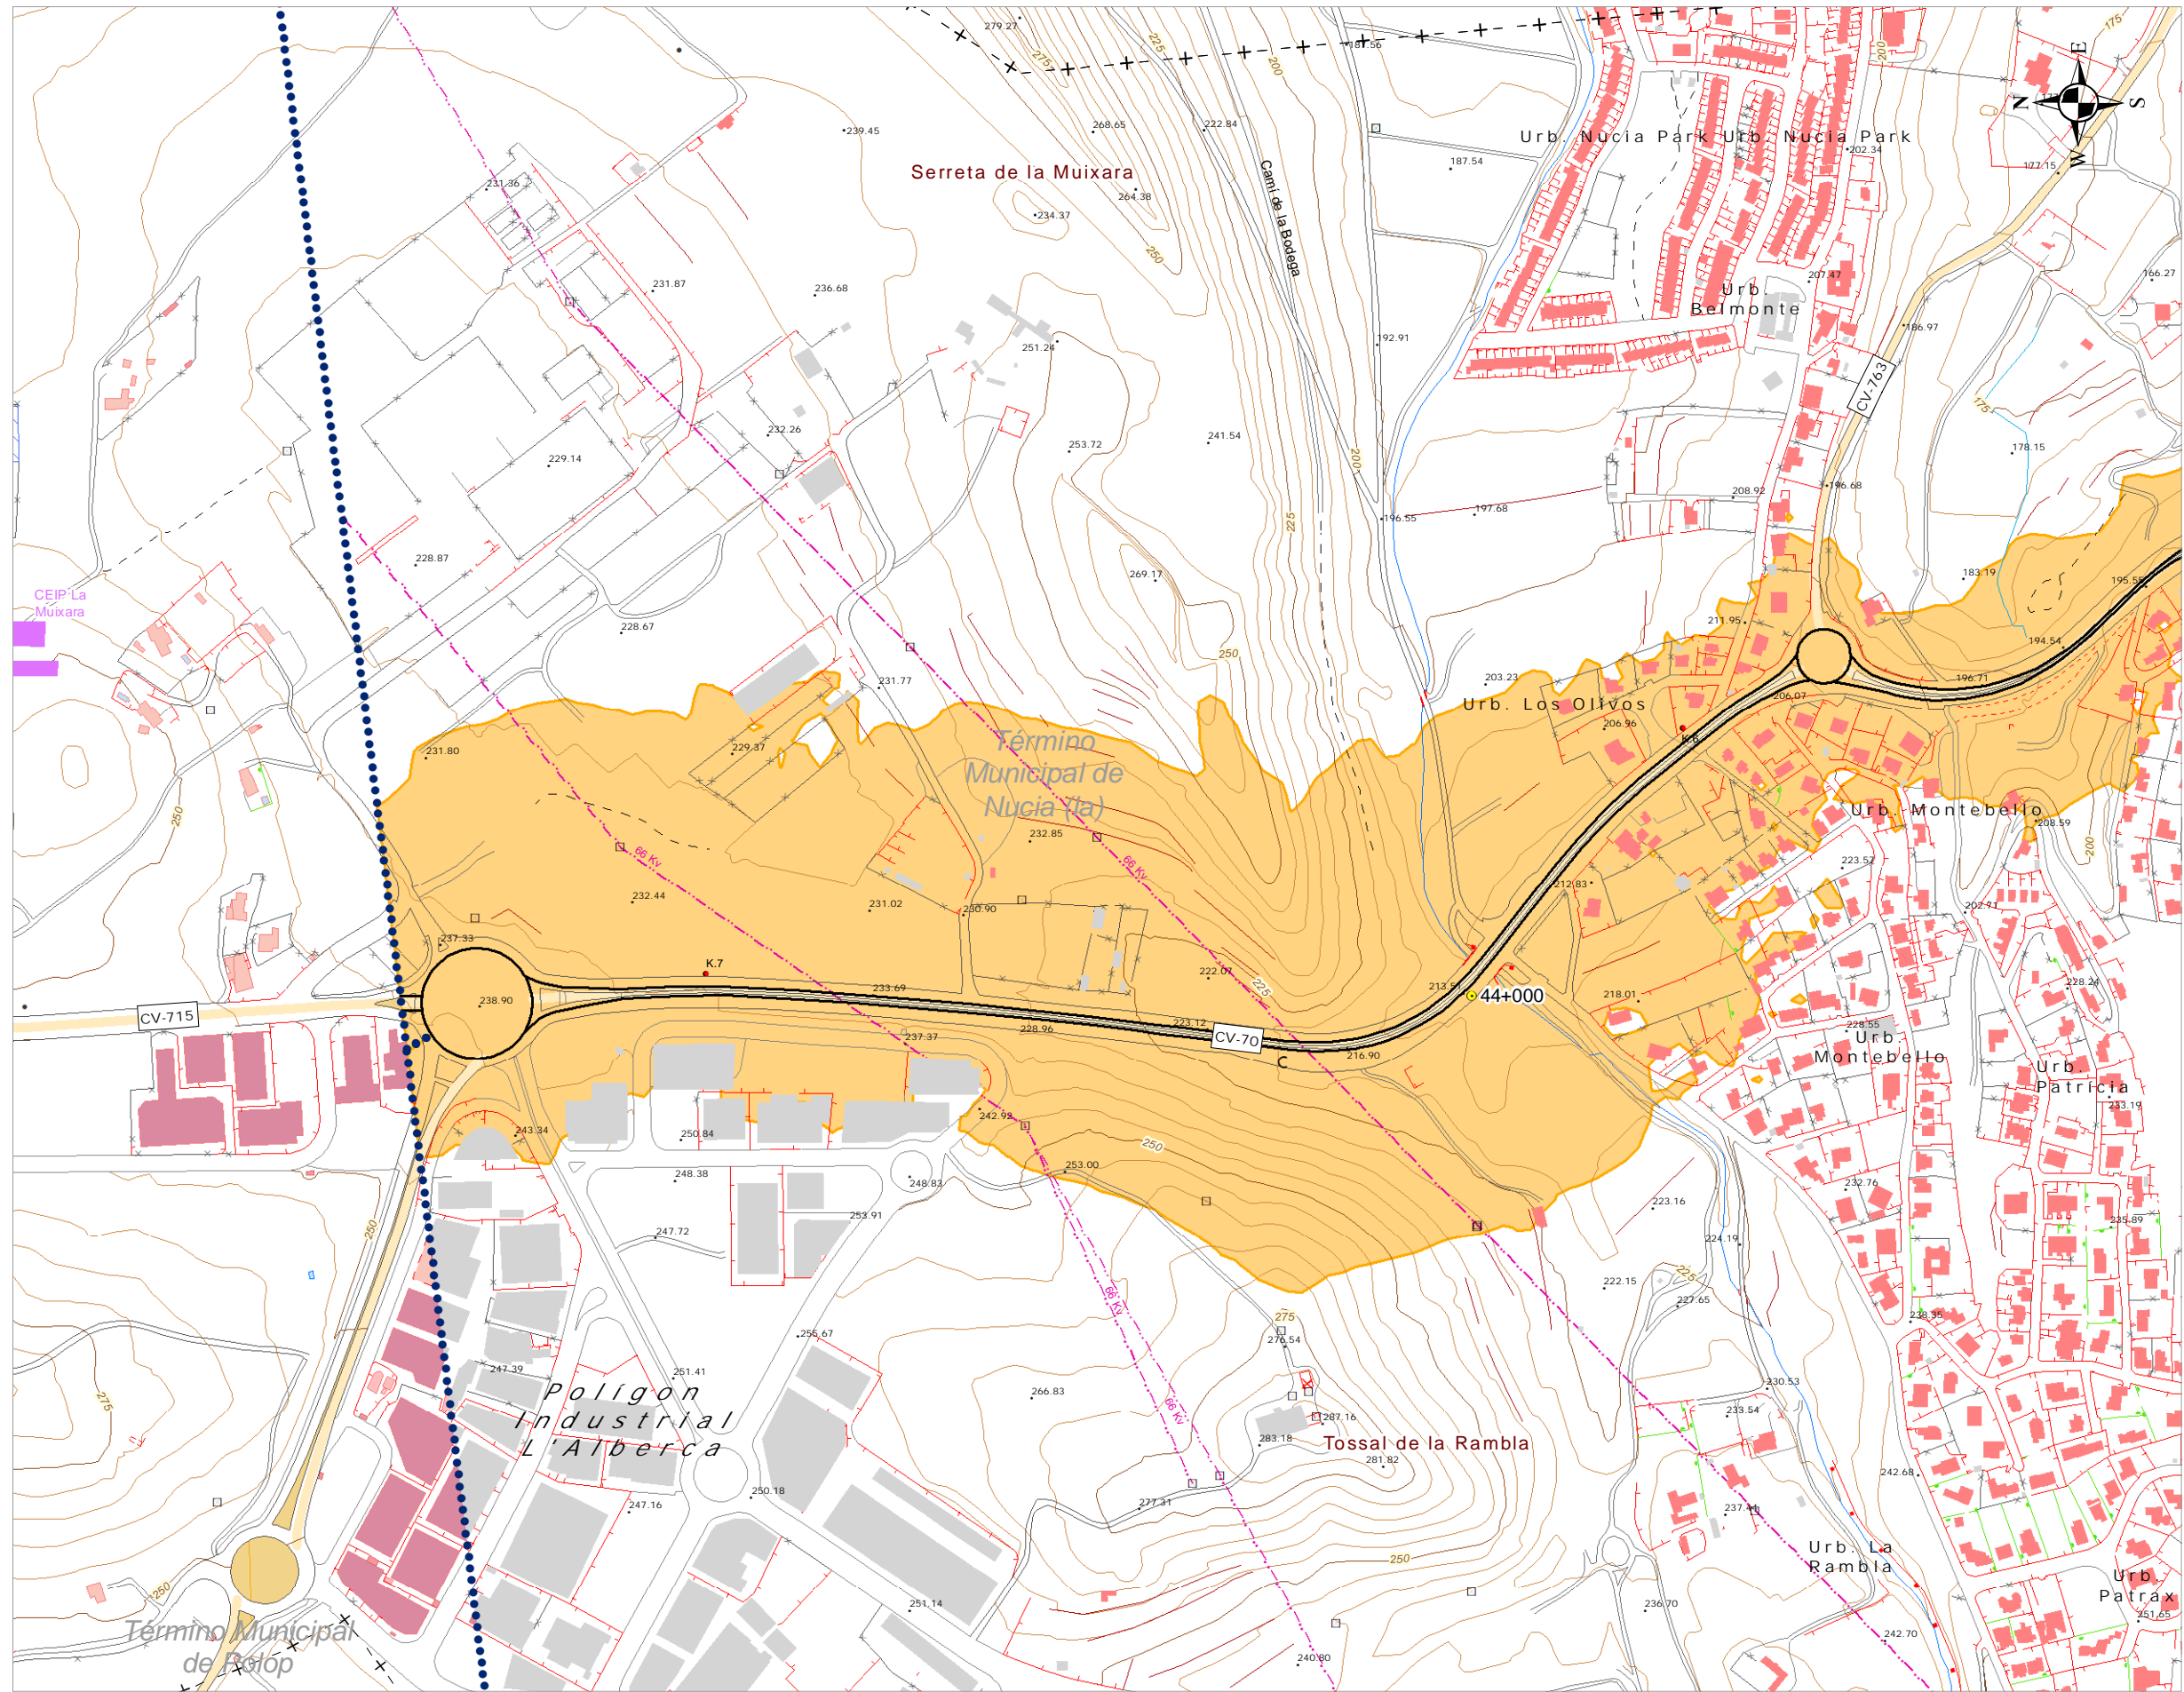 279.27
275
225
200
181.56
200
175
E
N
S
W
177.15
239.45
268.65
222.84
Urb. Nucia Park
Urb. Nucia Park
202.34
187.54
Serreta de la Muixara
264.38
231.36
234.37
Camí de la Bodega
250
231.87
236.68
207.47
166.27
Urb.
Belmonte
186.97
251.24
192.91
CV-763
175
232.26
253.72
241.54
178.15
229.14
200
208.92
196.68
197.68
196.55
225
228.87
269.17
183.19
195.55
CEIP La
Muixara
228.67
211.95
194.54
250
231.77
203.23
196.71
Urb. Los Olivos
206.07
206.96
K.6
231.80
229.37
Término
Municipal de
Nucia (la)
250
232.85
Urb. Montebello
208.59
200
66 Kv
66 Kv
223.57
212.83
232.44
231.02
230.90
202.71
237.33
K.7
222.07
225
228.24
233.69
213.51
44+000
218.01
238.90
CV-715
223.12
228.96
CV-70
237.37
216.90
C
228.55
Urb.
Montebello
Urb.
Patrícia
233.19
242.92
243.34
250.84
250
253.00
248.38
248.83
232.76
223.16
253.91
235.89
250
247.72
224.19
225
222.15
227.65
66 Kv
275
276.54
238.35
255.67
247.39
251.41
275
266.83
230.53
Polígon
Industrial
L'Alberca
66 Kv
287.16
233.54
283.18
Tossal de la Rambla
281.82
242.68
250.18
247.16
277.31
237.44
Urb. La
Rambla
250
250
Urb.
Patrax
251.14
236.70
251.65
Término Municipal
de Polop
242.70
240.80